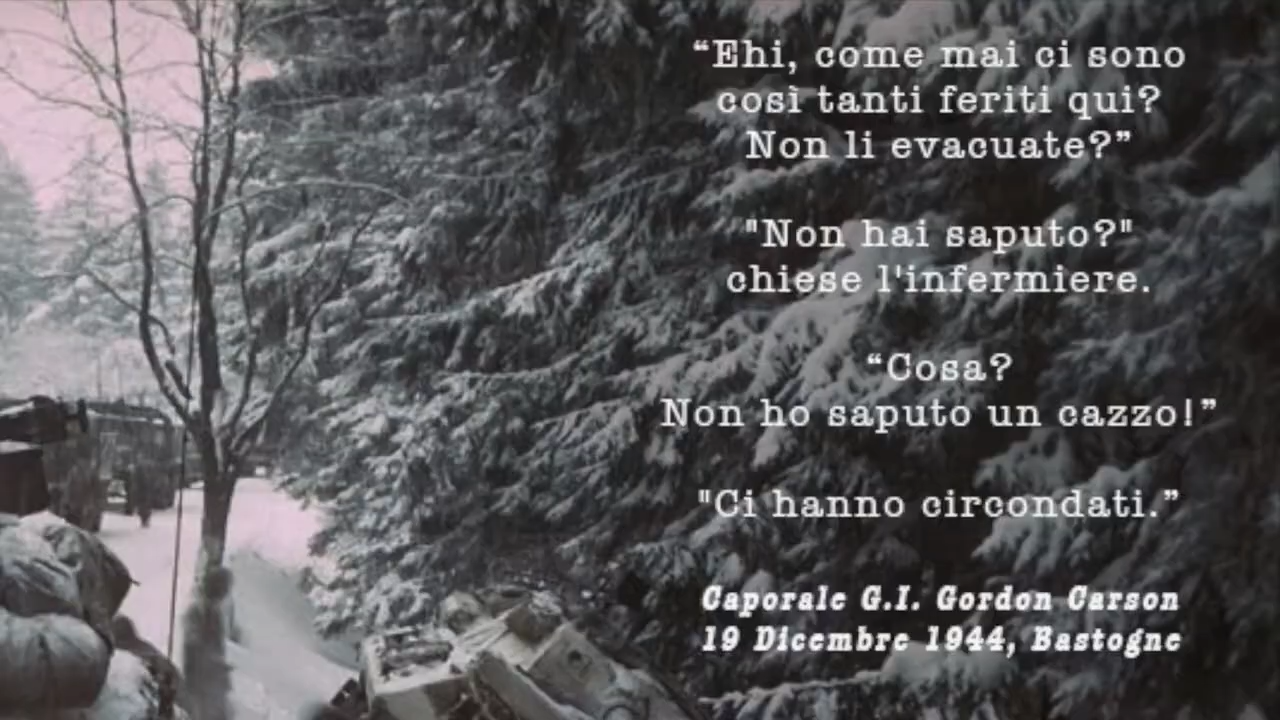 “Ehi, come mai ci sono
così tanti feriti qui?
Non li evacuate?”
"Non hai saputo?"
chiese l'infermiere.
“Cosa?
Non ho saputo un cazzo!”
"Ci hanno circondati.”
Caporale G.I. Gordon Carson
19 Dicembre 1944, Bastogne